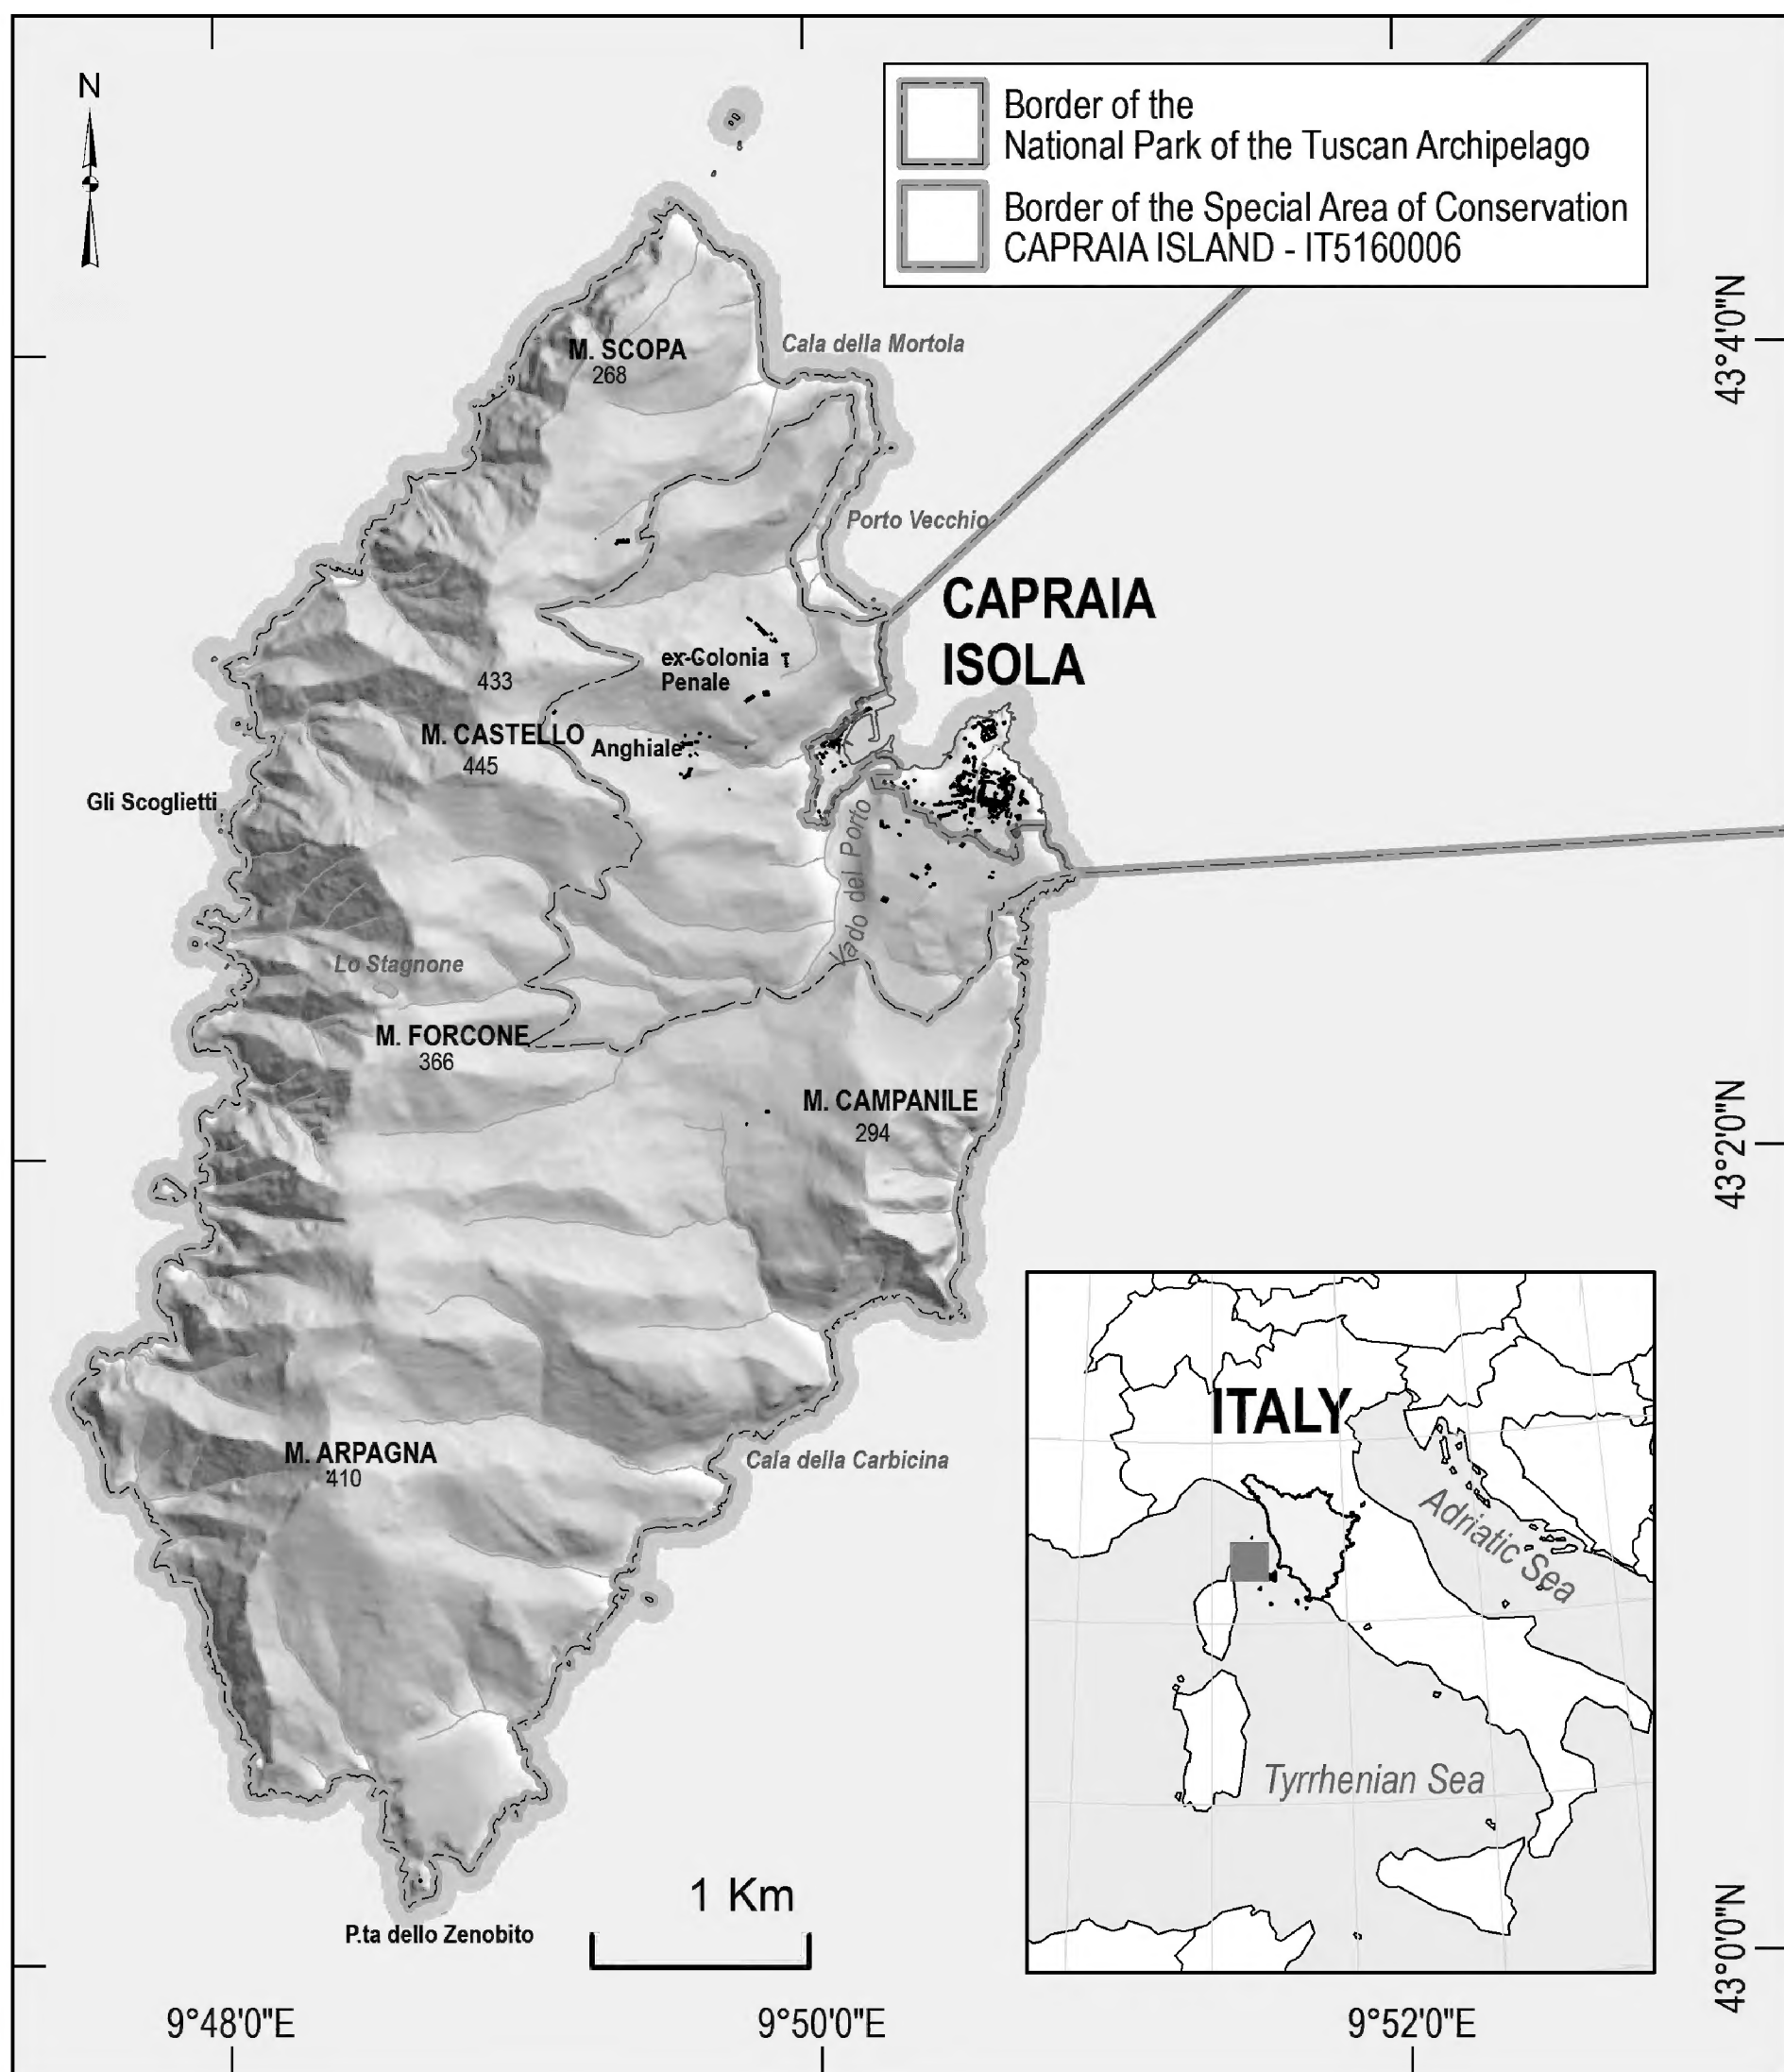 N
Border of the
National Park of the Tuscan Archipelago
Border of the Special Area of Conservation
CAPRAIA ISLAND - IT5160006
43°4'0"N
M. SCOPA
268
Cala della Mortola
Porto Vecchio
CAPRAIA
ISOLA
ex-Colonia
Penale
433
M. CASTELLO
445
Anghiale
Gli Scoglietti
Vado del Porto
Lo Stagnone
M. FORCONE
366
M. CAMPANILE
294
43°2'0"N
ITALY
Adriatic Sea
Tyrrhenian Sea
M. ARPAGNA
410
Cala della Carbicina
1 Km
P.ta dello Zenobito
43°0'0"N
9°48'0"E
9°50'0"E
9°52'0"E